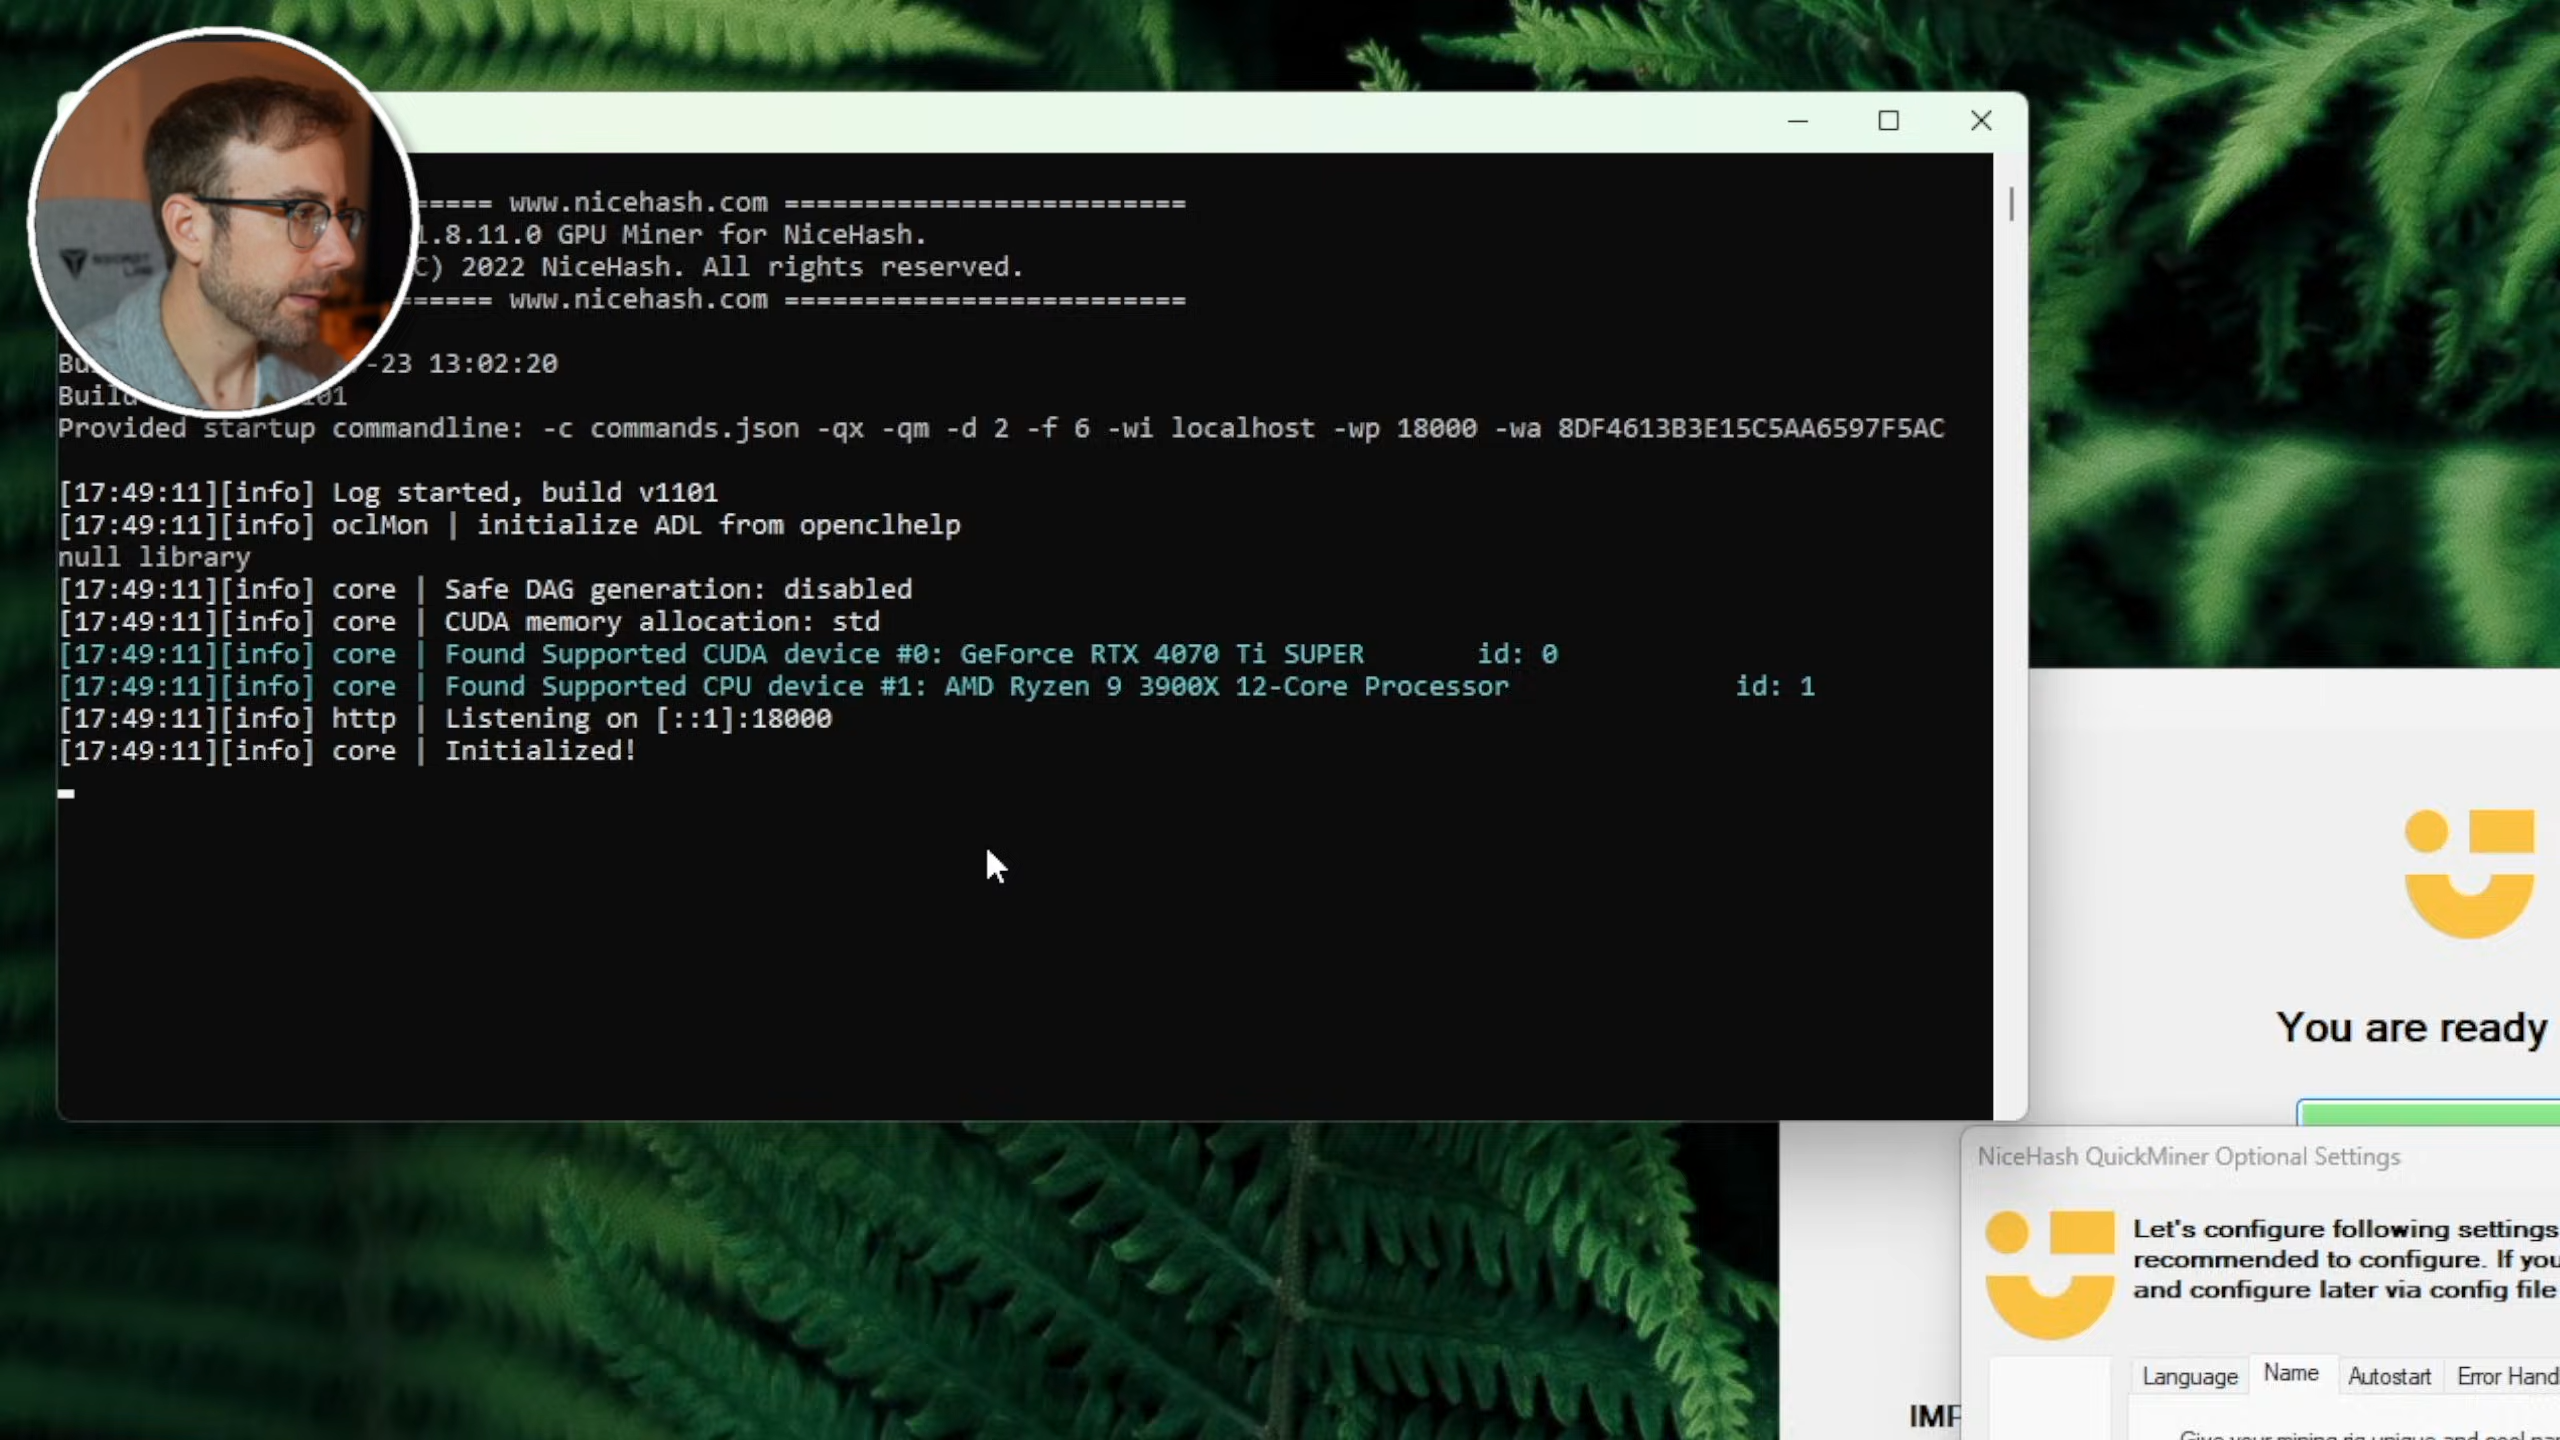 ===== www.nicehash.com =========================
1.8.11.0 GPU Miner for NiceHash.
C) 2022 NiceHash. All rights reserved.
====== www.nicehash.com =========================
-23 13:02:20
Build 101
Provided startup commandline: -c commands.json -qx -qm -d 2 -f 6 -wi localhost -wp 18000 -wa 8DF4613B3E15C5AA6597F5AC
[17:49:11][info] Log started, build v1101
[17:49:11][info] oclMon | initialize ADL from openclhelp
null library
[17:49:11][info] core | Safe DAG generation: disabled
[17:49:11][info] core | CUDA memory allocation: std
[17:49:11][info] core | Found Supported CUDA device #0: GeForce RTX 4070 Ti SUPER id: 0
[17:49:11][info] core | Found Supported CPU device #1: AMD Ryzen 9 3900X 12-Core Processor id: 1
[17:49:11][info] http | Listening on [::1]:18000
[17:49:11][info] core | Initialized!
You are ready
NiceHash QuickMiner Optional Settings
Let's configure following settings
recommended to configure. If you
and configure later via config file
Language Name Autostart Error Hand
IMP